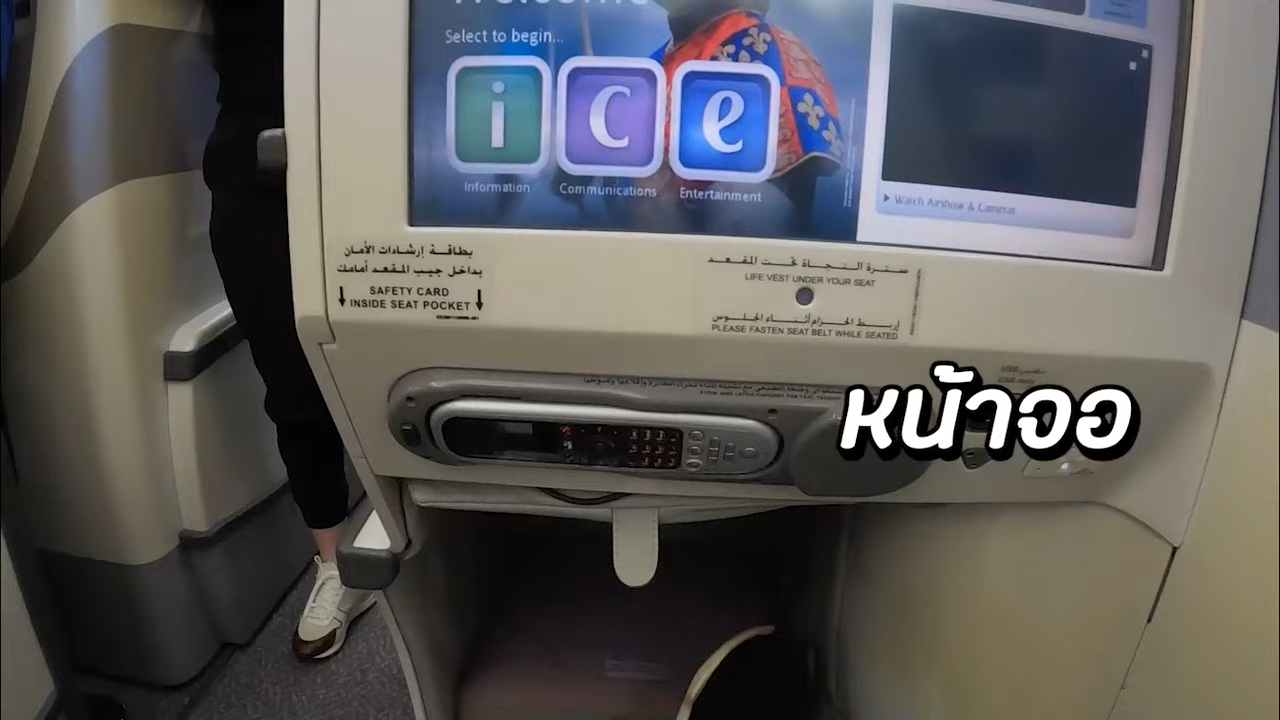 Welcome
Select to begin...
i c e
Information Communications Entertainment
Watch Airshow & Cameras
بطاقة إرشادات الأمان
بداخل جيب المقعد أمامك
SAFETY CARD
INSIDE SEAT POCKET
سترة النجاة تحت المقعد
LIFE VEST UNDER YOUR SEAT
إربط الحزام أثناء الجلوس
PLEASE FASTEN SEAT BELT WHILE SEATED
หน้าจอ